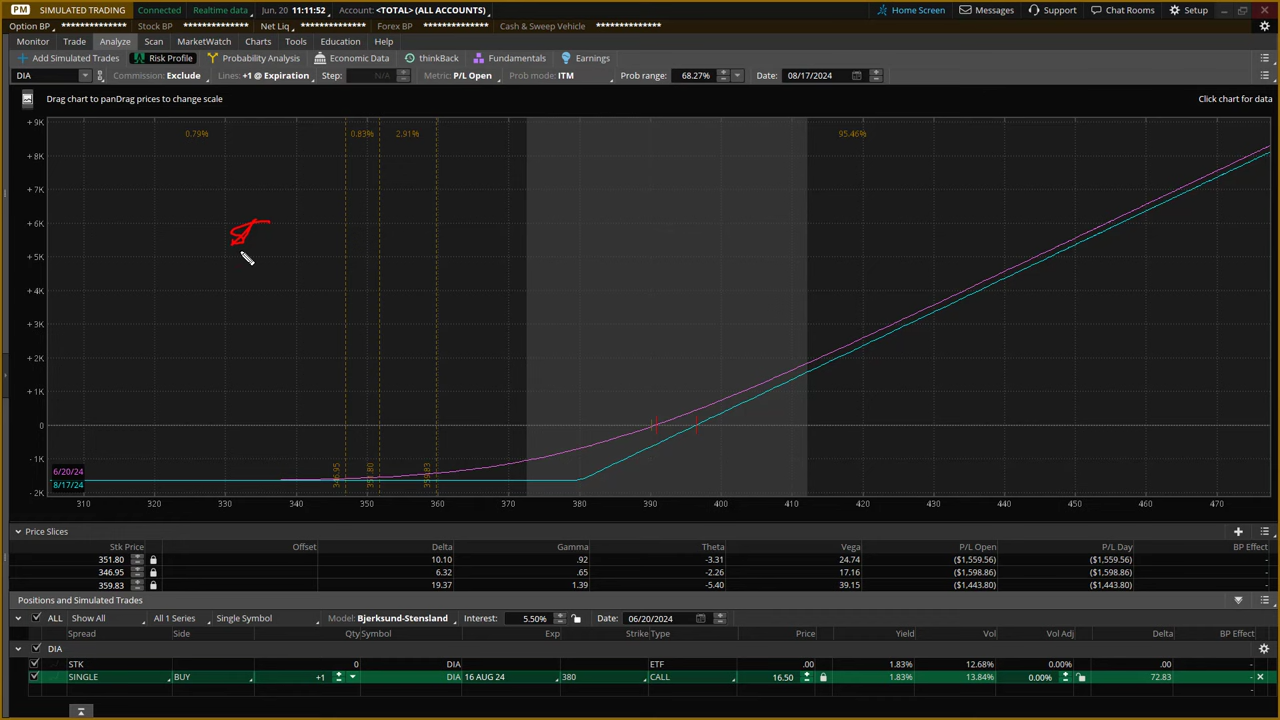 PM SIMULATED TRADING Connected Realtime data Jun, 20 11:11:52 Account: <TOTAL> (ALL ACCOUNTS) Home Screen Messages Support Chat Rooms Setup
Option BP ************** Stock BP ************** Net Liq ************** Forex BP ************** Cash & Sweep Vehicle **************
Monitor Trade Analyze Scan MarketWatch Charts Tools Education Help
Add Simulated Trades Risk Profile Probability Analysis Economic Data thinkBack Fundamentals Earnings
DIA Commission: Exclude Lines: +1 @ Expiration Step: N/A Metric: P/L Open Prob mode: ITM Prob range: 68.27% Date: 08/17/2024
Drag chart to panDrag prices to change scale Click chart for data
+9K
0.79% 0.83% 2.91% 95.46%
+8K
+7K
+6K
+5K
+4K
+3K
+2K
+1K
0
-1K
6/20/24
346.95 351.80 359.83
8/17/24
-2K
310 320 330 340 350 360 370 380 390 400 410 420 430 440 450 460 470
Price Slices
Stk Price Offset Delta Gamma Theta Vega P/L Open P/L Day BP Effect
351.80 10.10 .92 -3.31 24.74 ($1,559.56) ($1,559.56) -
346.95 6.32 .65 -2.26 17.16 ($1,598.86) ($1,598.86) -
359.83 19.37 1.39 -5.40 39.15 ($1,443.80) ($1,443.80) -
Positions and Simulated Trades
ALL Show All All 1 Series Single Symbol Model: Bjerksund-Stensland Interest: 5.50% Date: 06/20/2024
Spread Side Qty Symbol Exp Strike Type Price Yield Vol Vol Adj Delta BP Effect
DIA
STK 0 DIA ETF .00 1.83% 12.68% 0.00% .00 -
SINGLE BUY +1 DIA 16 AUG 24 380 CALL 16.50 1.83% 13.84% 0.00% 72.83 -